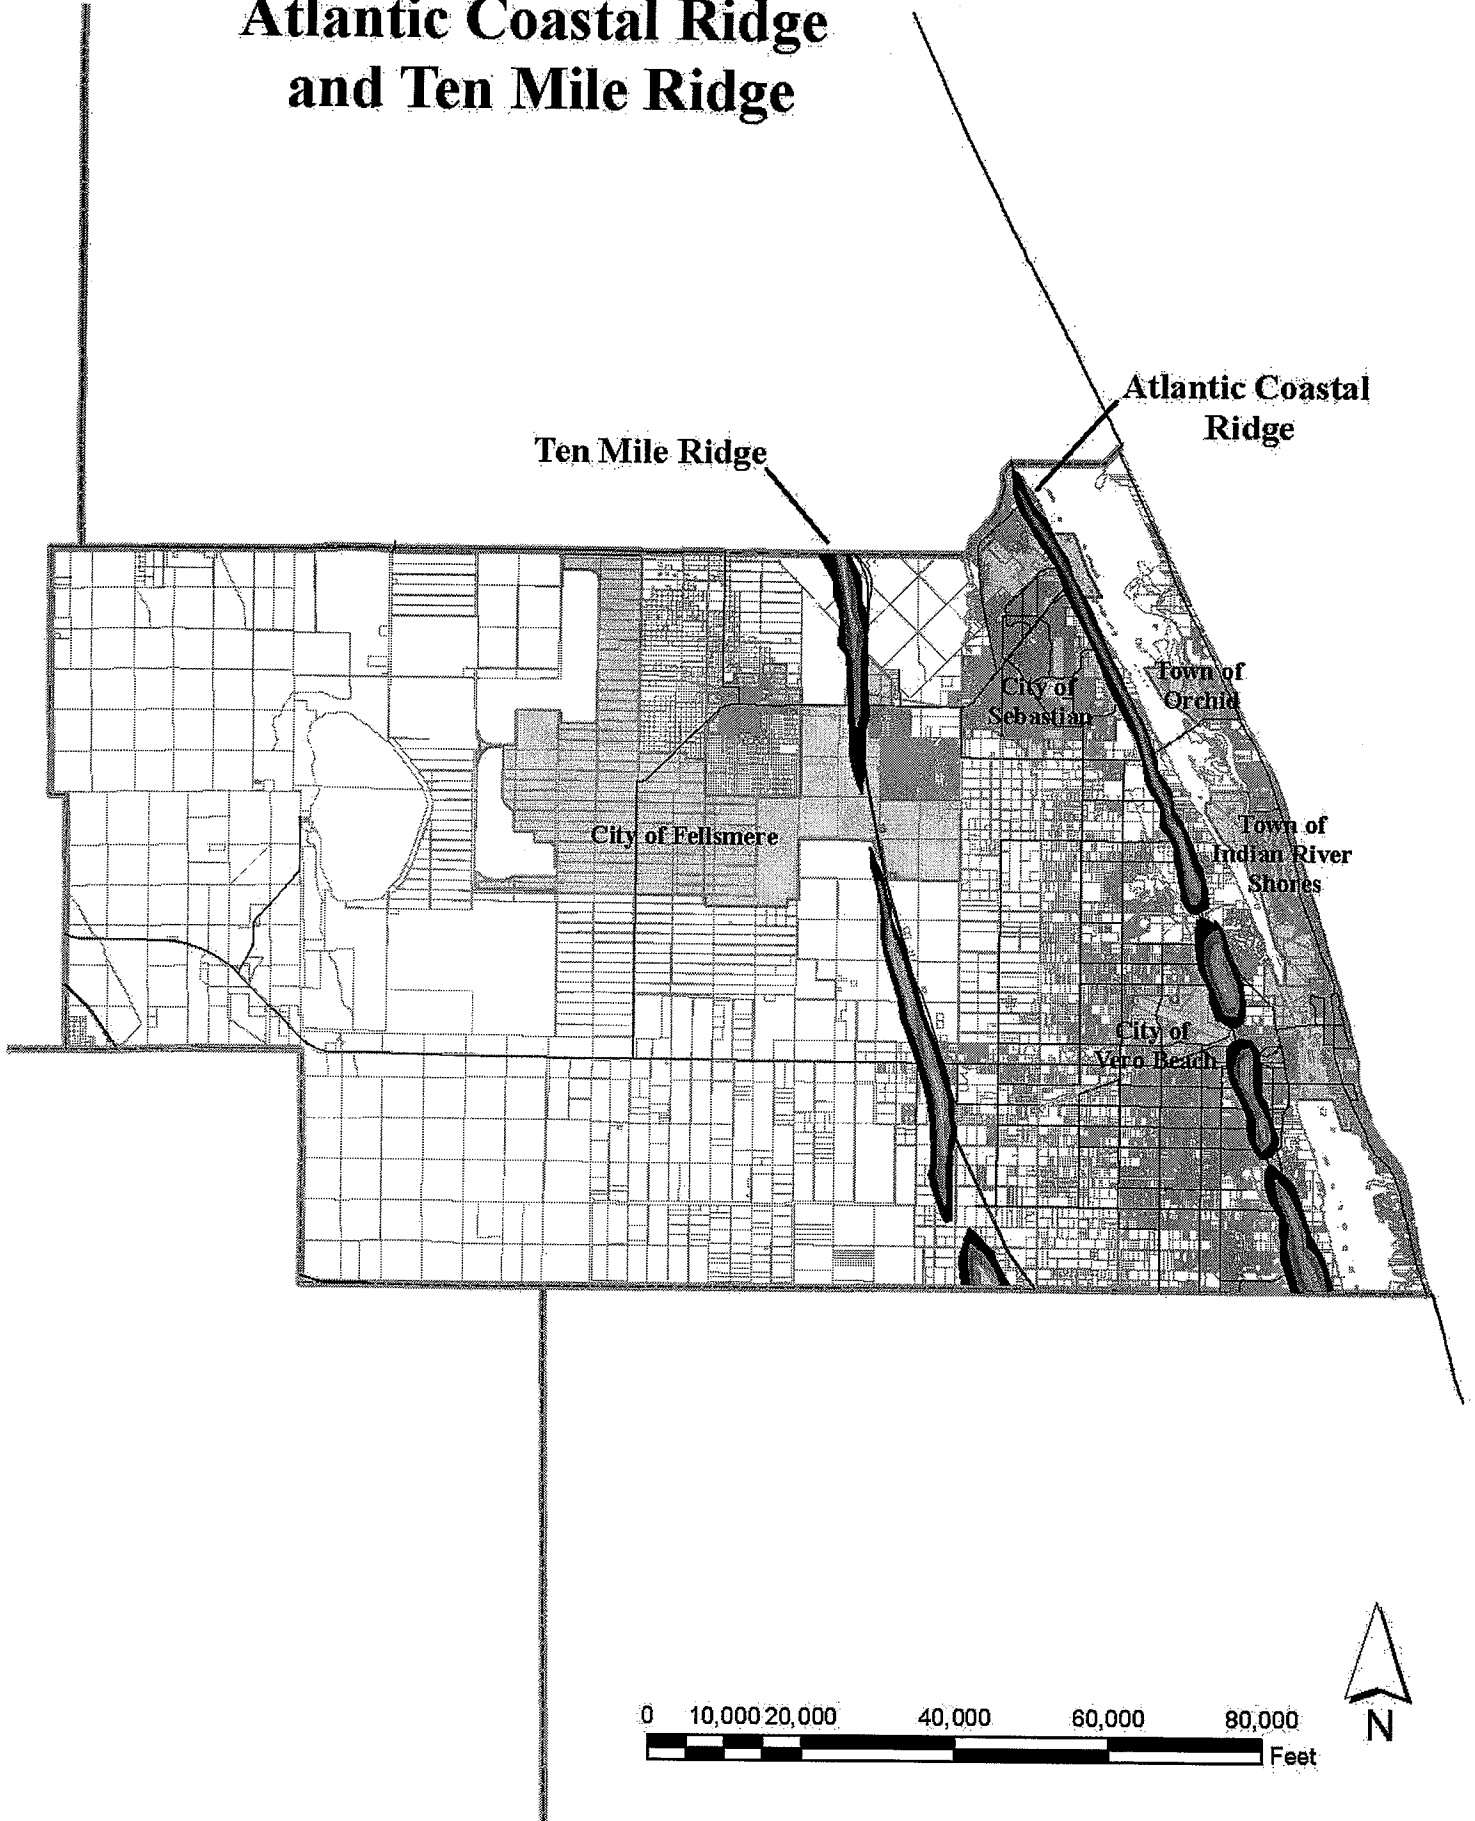 Atlantic Coastal Ridge
and Ten Mile Ridge
Atlantic Coastal
Ridge
Ten Mile Ridge
City of
Sebastian
Town of
Orchid
City of Fellsmere
Town of
Indian River
Shores
City of
Vero Beach
0 10,000 20,000 40,000 60,000 80,000
Feet
N